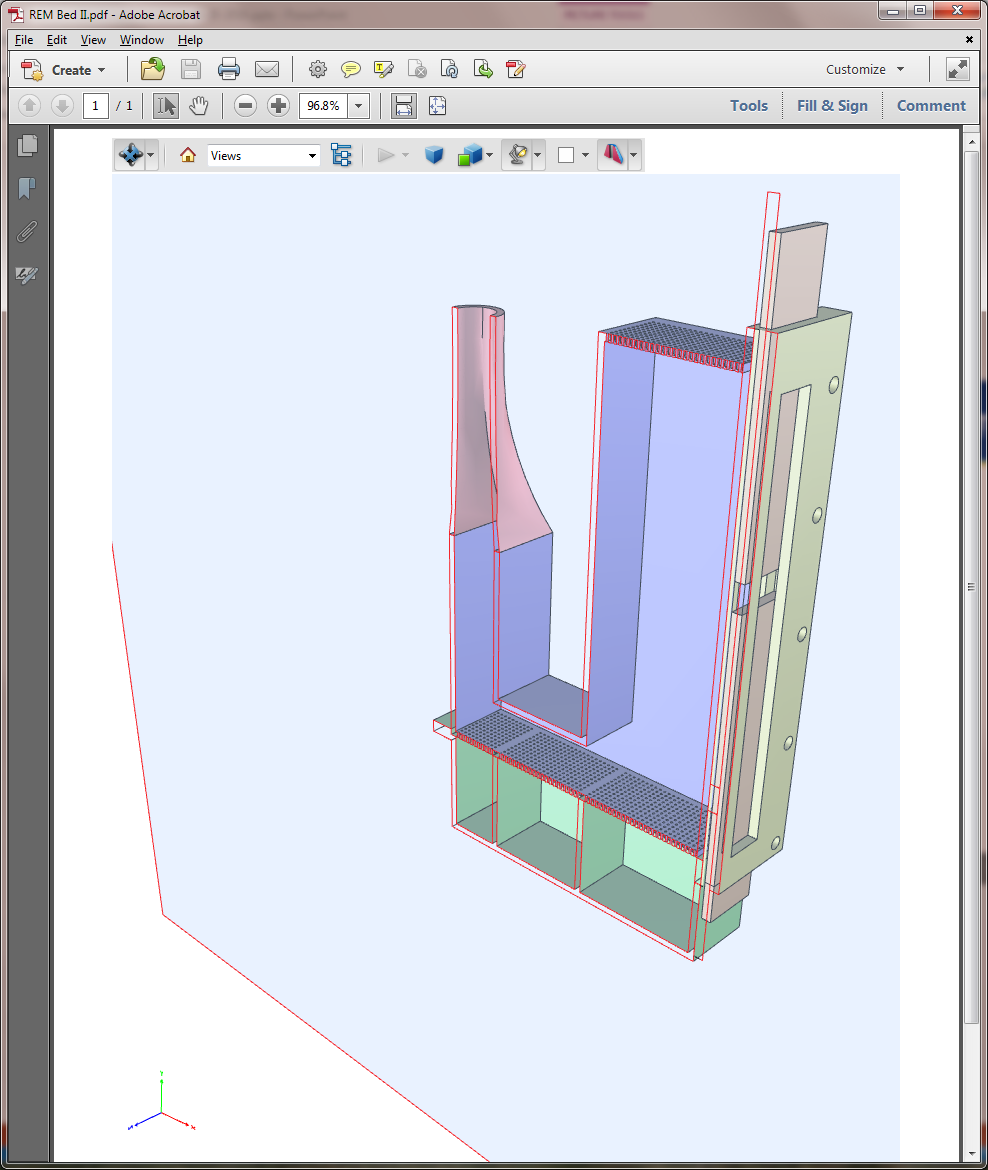 REM Bed II.pdf - Adobe Acrobat
File Edit View Window Help
Create Customize
1 / 1 96.8% Tools Fill & Sign Comment
Views
Y
X